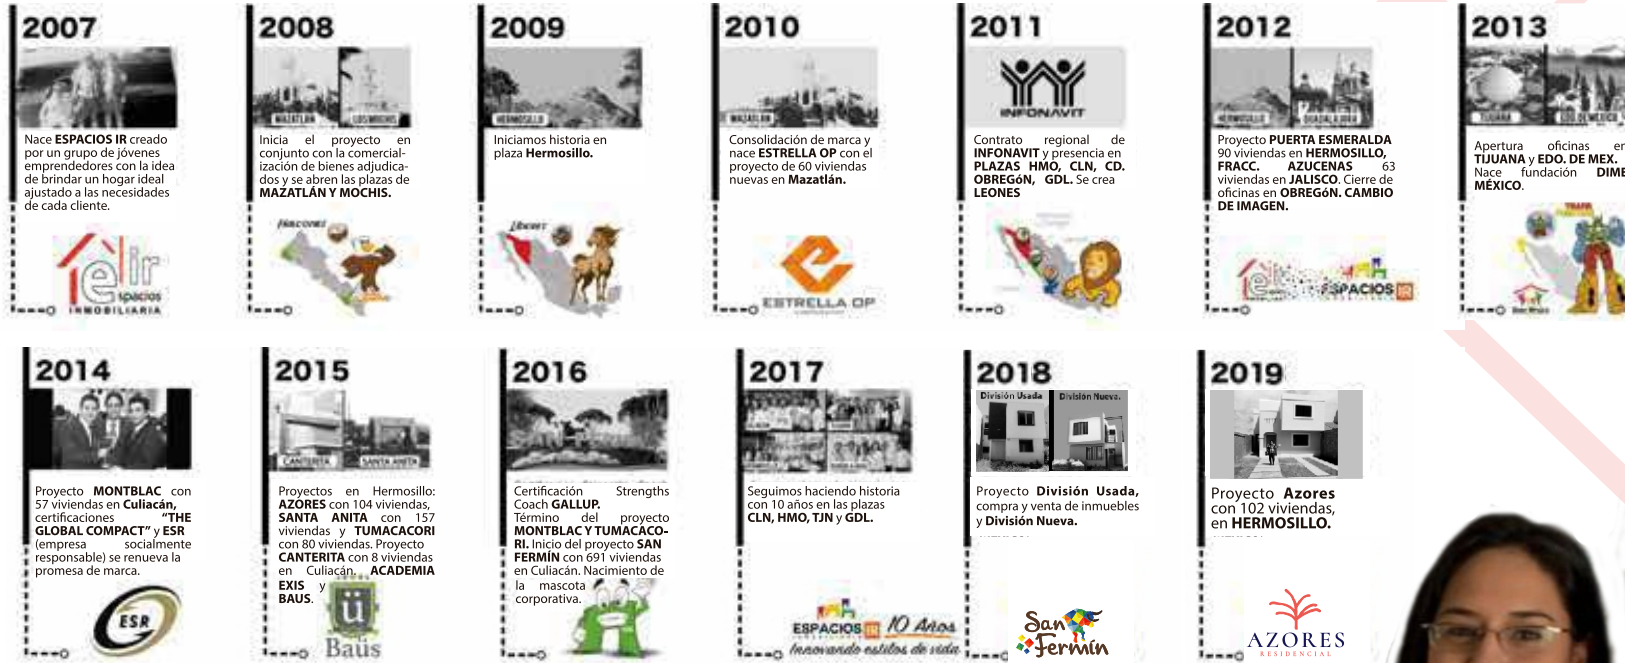 2007
Nace ESPACIOS IR creado
por un grupo de jóvenes
emprendedores con la idea
de brindar un hogar ideal
ajustado a las necesidades
de cada cliente.
e ir
spacios
INMOBILIARIA
2008
MAZATLÁN
LOS MOCHIS
Inicia el proyecto en
conjunto con la comercial-
ización de bienes adjudica-
dos y se abren las plazas de
MAZATLÁN Y MOCHIS.
2009
HERMOSILLO
Iniciamos historia en
plaza Hermosillo.
2010
MAZATLÁN
Consolidación de marca y
nace ESTRELLA OP con el
proyecto de 60 viviendas
nuevas en Mazatlán.
ESTRELLA OP
2011
INFONAVIT
Contrato regional de
INFONAVIT y presencia en
PLAZAS HMO, CLN, CD.
OBREGóN, GDL. Se crea
LEONES
2012
HERMOSILLO
GUADALAJARA
Proyecto PUERTA ESMERALDA
90 viviendas en HERMOSILLO,
FRACC. AZUCENAS 63
viviendas en JALISCO. Cierre de
oficinas en OBREGóN. CAMBIO
DE IMAGEN.
ESPACIOS IR
2013
TIJUANA
EDO. DE MEXICO
Apertura oficinas en
TIJUANA y EDO. DE MEX.
Nace fundación DIME
MÉXICO.
2014
Proyecto MONTBLAC con
57 viviendas en Culiacán,
certificaciones "THE
GLOBAL COMPACT" y ESR
(empresa socialmente
responsable) se renueva la
promesa de marca.
ESR
2015
CANTERITA
SANTA ANITA
Proyectos en Hermosillo:
AZORES con 104 viviendas,
SANTA ANITA con 157
viviendas y TUMACACORI
con 80 viviendas. Proyecto
CANTERITA con 8 viviendas
en Culiacán. ACADEMIA
EXIS y
BAUS.
ü
Baüs
2016
Certificación Strengths
Coach GALLUP.
Término del proyecto
MONTBLAC Y TUMACACO-
RI. Inicio del proyecto SAN
FERMÍN con 691 viviendas
en Culiacán. Nacimiento de
la mascota
corporativa.
2017
Seguimos haciendo historia
con 10 años en las plazas
CLN, HMO, TJN y GDL.
ESPACIOS IR 10 Años
Innovando estilos de vida
2018
División Usada
División Nueva.
Proyecto División Usada,
compra y venta de inmuebles
y División Nueva.
San
Fermín
2019
Proyecto Azores
con 102 viviendas,
en HERMOSILLO.
AZORES
RESIDENCIAL